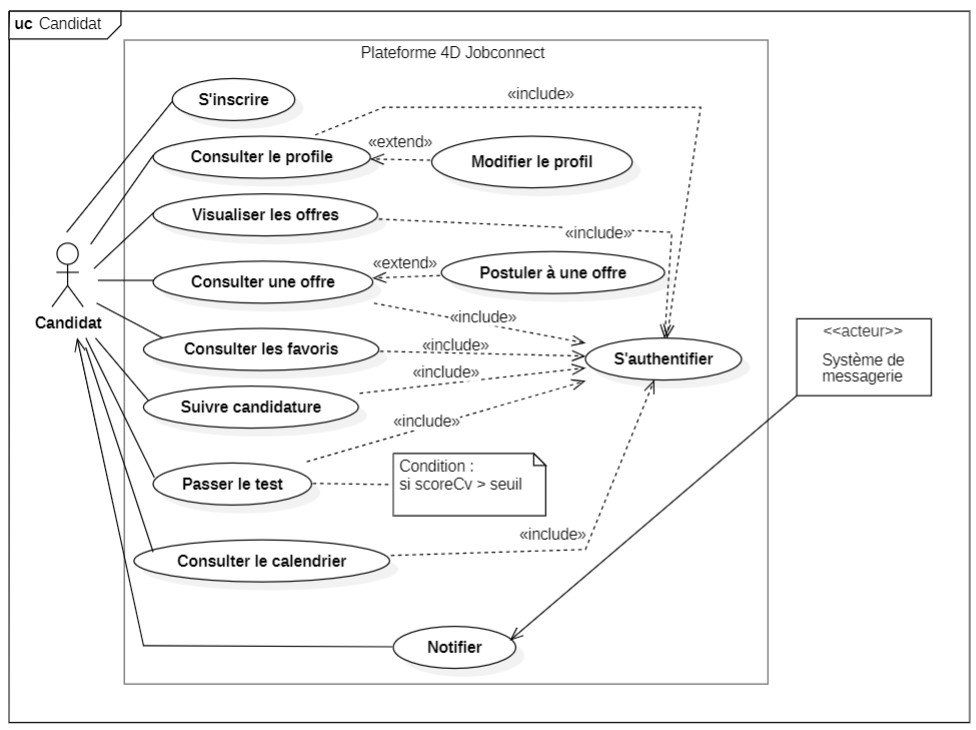 uc Candidat
Plateforme 4D Jobconnect
S'inscrire
«include»
«extend»
Consulter le profile
Modifier le profil
Visualiser les offres
«include»
«extend»
Consulter une offre
Postuler à une offre
«include»
Candidat
Consulter les favoris
«include»
S'authentifier
<<acteur>>
Système de
messagerie
«include»
Suivre candidature
«include»
Passer le test
Condition :
si scoreCv > seuil
«include»
Consulter le calendrier
Notifier